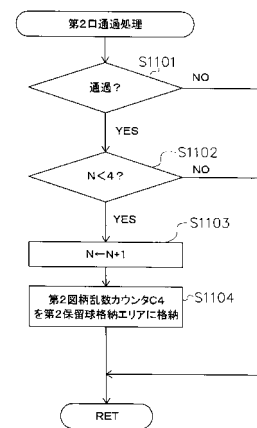 第2口通過処理
S1101
通過？
NO
YES
S1102
N<4？
NO
YES
S1103
N←N+1
第2図柄乱数カウンタC4
を第2保留球格納エリアに格納
S1104
RET